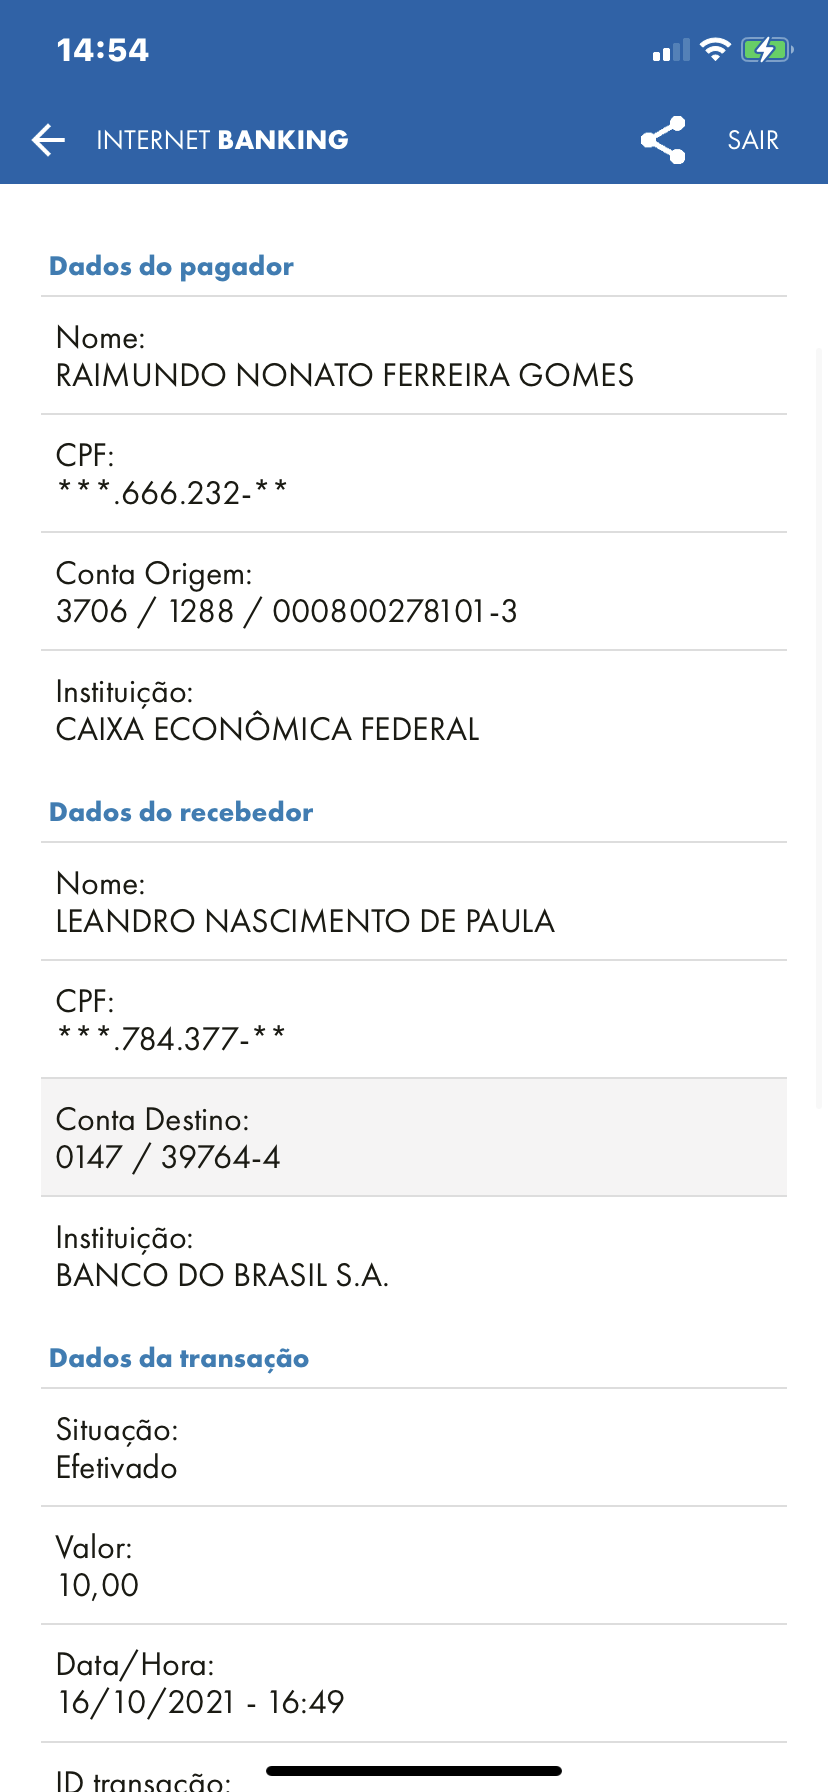 14:54
INTERNET BANKING
SAIR
Dados do pagador
Nome:
RAIMUNDO NONATO FERREIRA GOMES
CPF:
***.666.232-**
Conta Origem:
3706 / 1288 / 000800278101-3
Instituição:
CAIXA ECONÔMICA FEDERAL
Dados do recebedor
Nome:
LEANDRO NASCIMENTO DE PAULA
CPF:
***.784.377-**
Conta Destino:
0147 / 39764-4
Instituição:
BANCO DO BRASIL S.A.
Dados da transação
Situação:
Efetivado
Valor:
10,00
Data/Hora:
16/10/2021 - 16:49
ID transação: